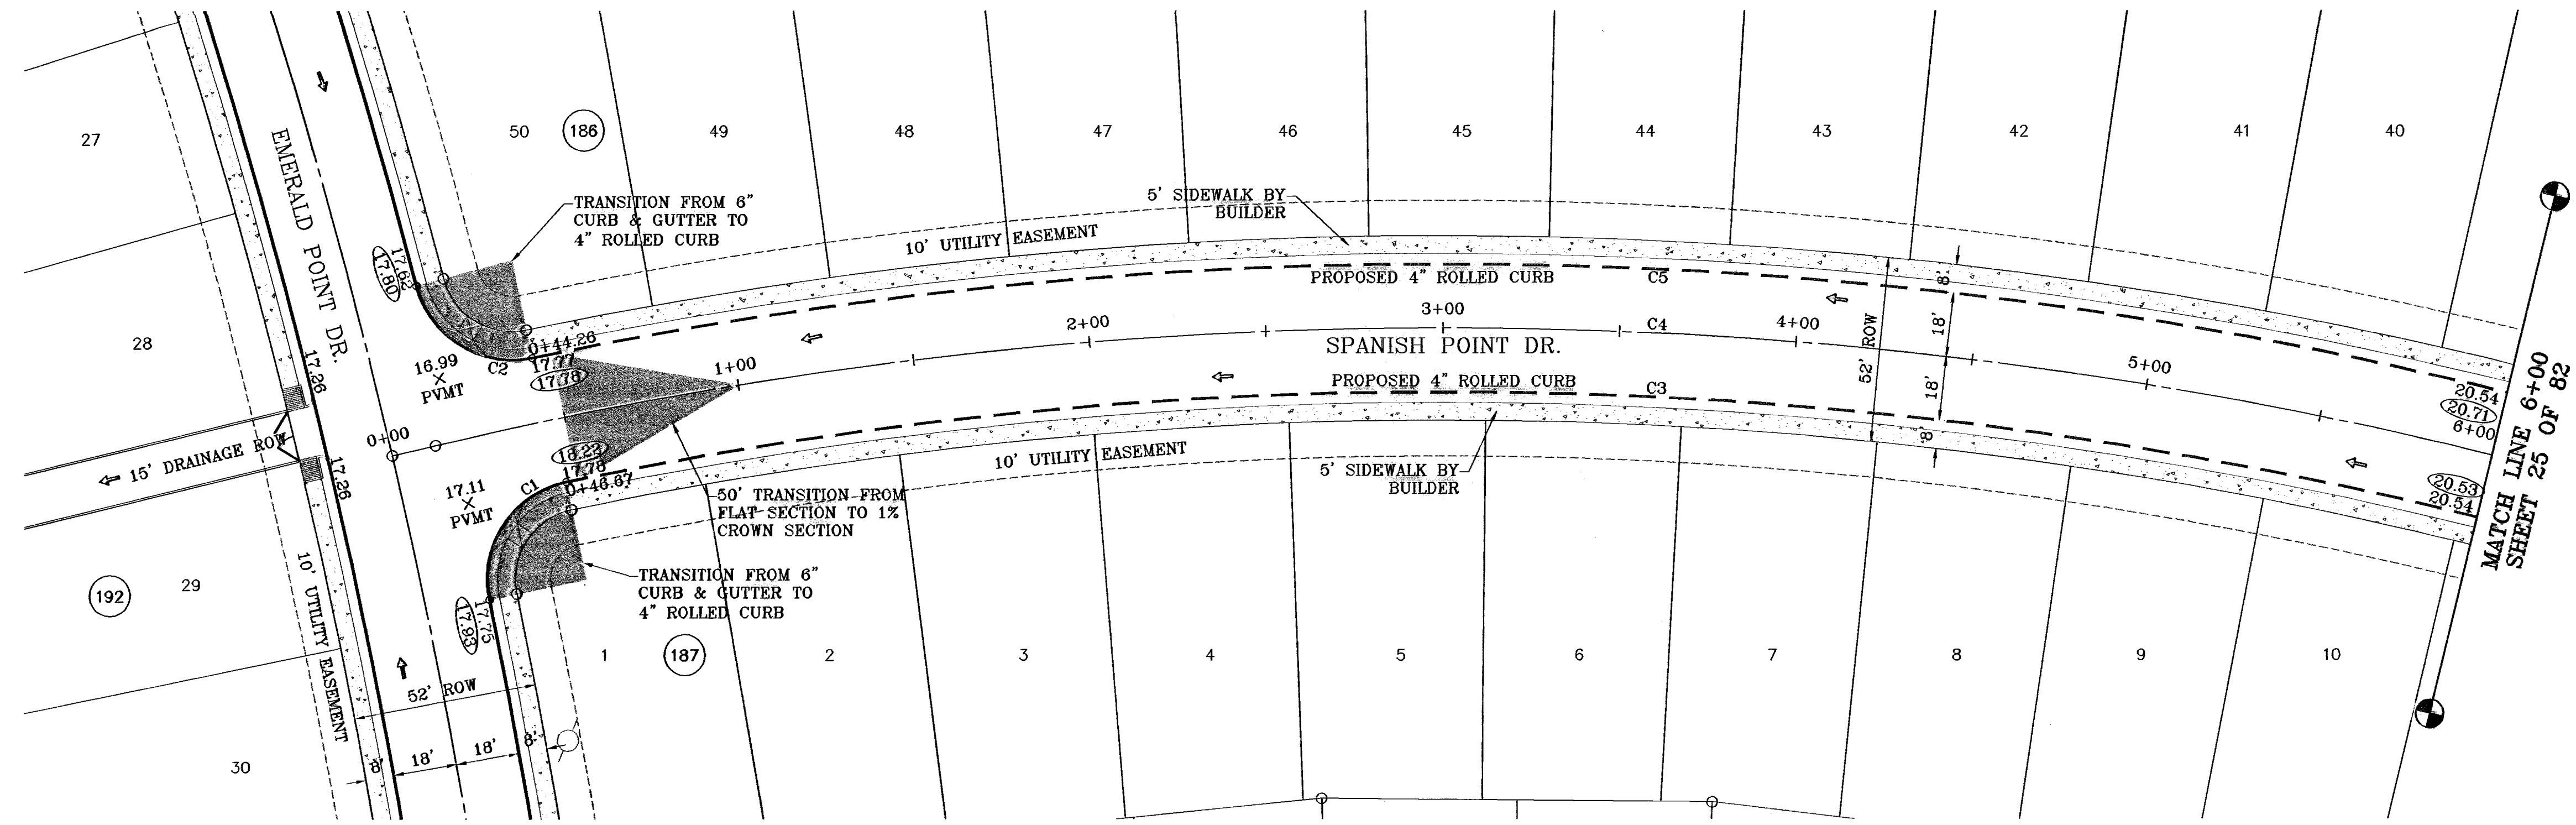 27
28
192
29
30
EMERALD POINT DR.
17.26
17.26
15' DRAINAGE ROW
10' UTILITY EASEMENT
52' ROW
8'
18'
18'
8'
0+00
16.99
PVMT
17.11
PVMT
17.62
17.80
17.75
17.93
C2
0+44.26
17.77
17.78
C1
18.23
17.78
0+46.67
TRANSITION FROM 6"
CURB & GUTTER TO
4" ROLLED CURB
50' TRANSITION FROM
FLAT SECTION TO 1%
CROWN SECTION
TRANSITION FROM 6"
CURB & GUTTER TO
4" ROLLED CURB
50
186
49
48
47
46
45
44
43
42
41
40
5' SIDEWALK BY
BUILDER
10' UTILITY EASEMENT
PROPOSED 4" ROLLED CURB
C5
1+00
2+00
3+00
C4
4+00
5+00
SPANISH POINT DR.
PROPOSED 4" ROLLED CURB
C3
10' UTILITY EASEMENT
5' SIDEWALK BY
BUILDER
52' ROW
8'
18'
18'
8'
20.54
20.71
6+00
20.53
20.54
MATCH LINE 6+00
SHEET 25 OF 82
1
187
2
3
4
5
6
7
8
9
10